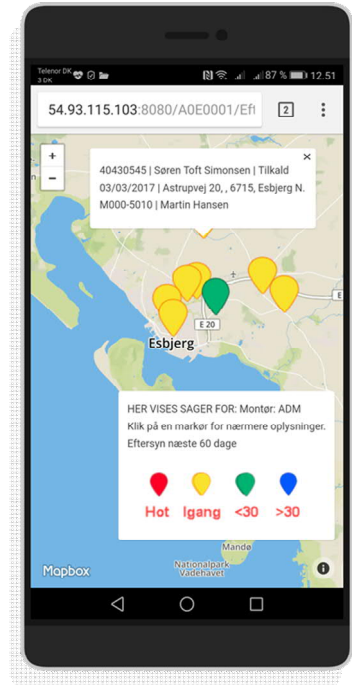 Telenor DK
3 DK
87 % 12.51
54.93.115.103:8080/A0E0001/Eft
2
+
−
×
40430545 | Søren Toft Simonsen | Tilkald
03/03/2017 | Astrupvej 20, , 6715, Esbjerg N.
M000-5010 | Martin Hansen
E 20
E
Esbjerg
HER VISES SAGER FOR: Montør: ADM
Klik på en markør for nærmere oplysninger.
Eftersyn næste 60 dage
Hot Igang <30 >30
Mandø
Nationalpark
Vadehavet
Mapbox